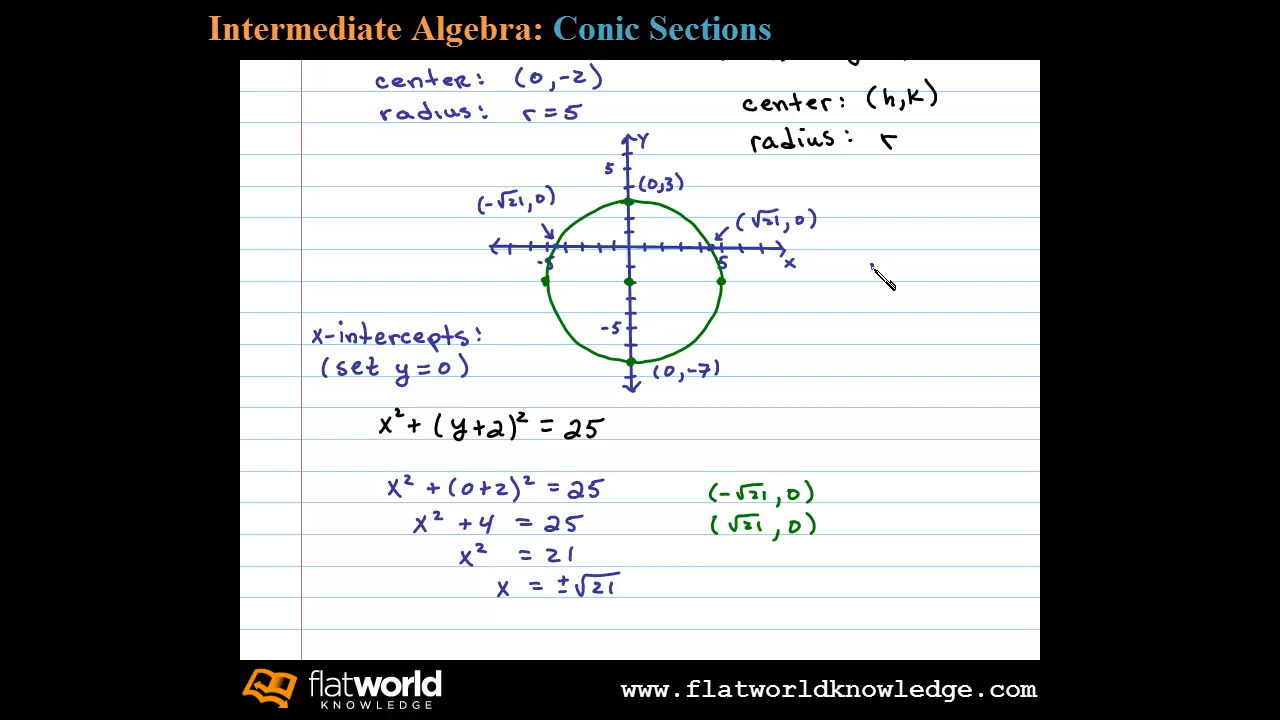 Intermediate Algebra: Conic Sections
center: (0,-2)
radius: r = 5
center: (h,k)
radius: r
y
5
(0,3)
(-√21, 0)
(√21, 0)
-5
5
x
-5
(0,-7)
x-intercepts:
(set y=0)
x² + (y+2)² = 25
x² + (0+2)² = 25
x² + 4 = 25
x² = 21
x = ±√21
(-√21, 0)
(√21, 0)
flatworld
KNOWLEDGE
www.flatworldknowledge.com